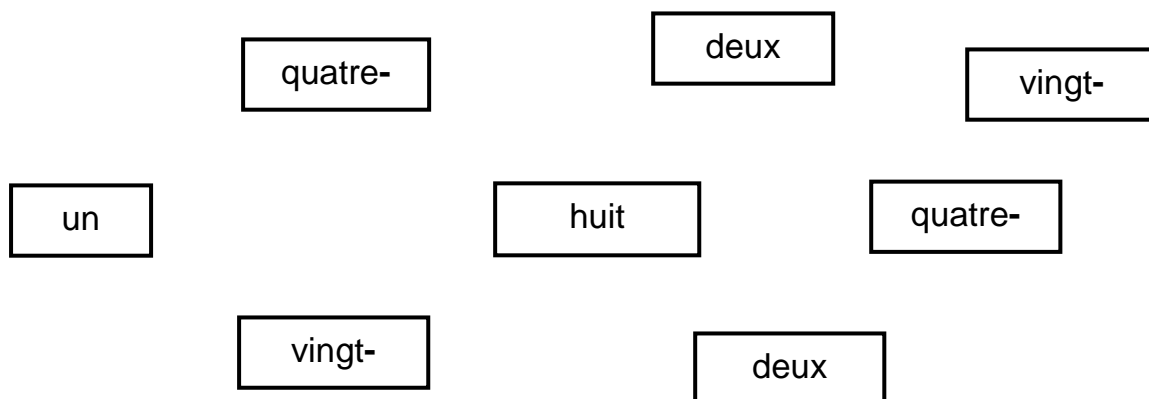 quatre-
deux
vingt-
un
huit
quatre-
vingt-
deux